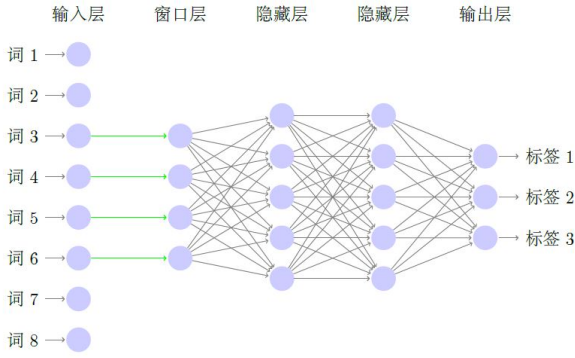 输入层 窗口层 隐藏层 隐藏层 输出层
词 1
词 2
词 3
词 4
词 5
词 6
词 7
词 8
标签 1
标签 2
标签 3